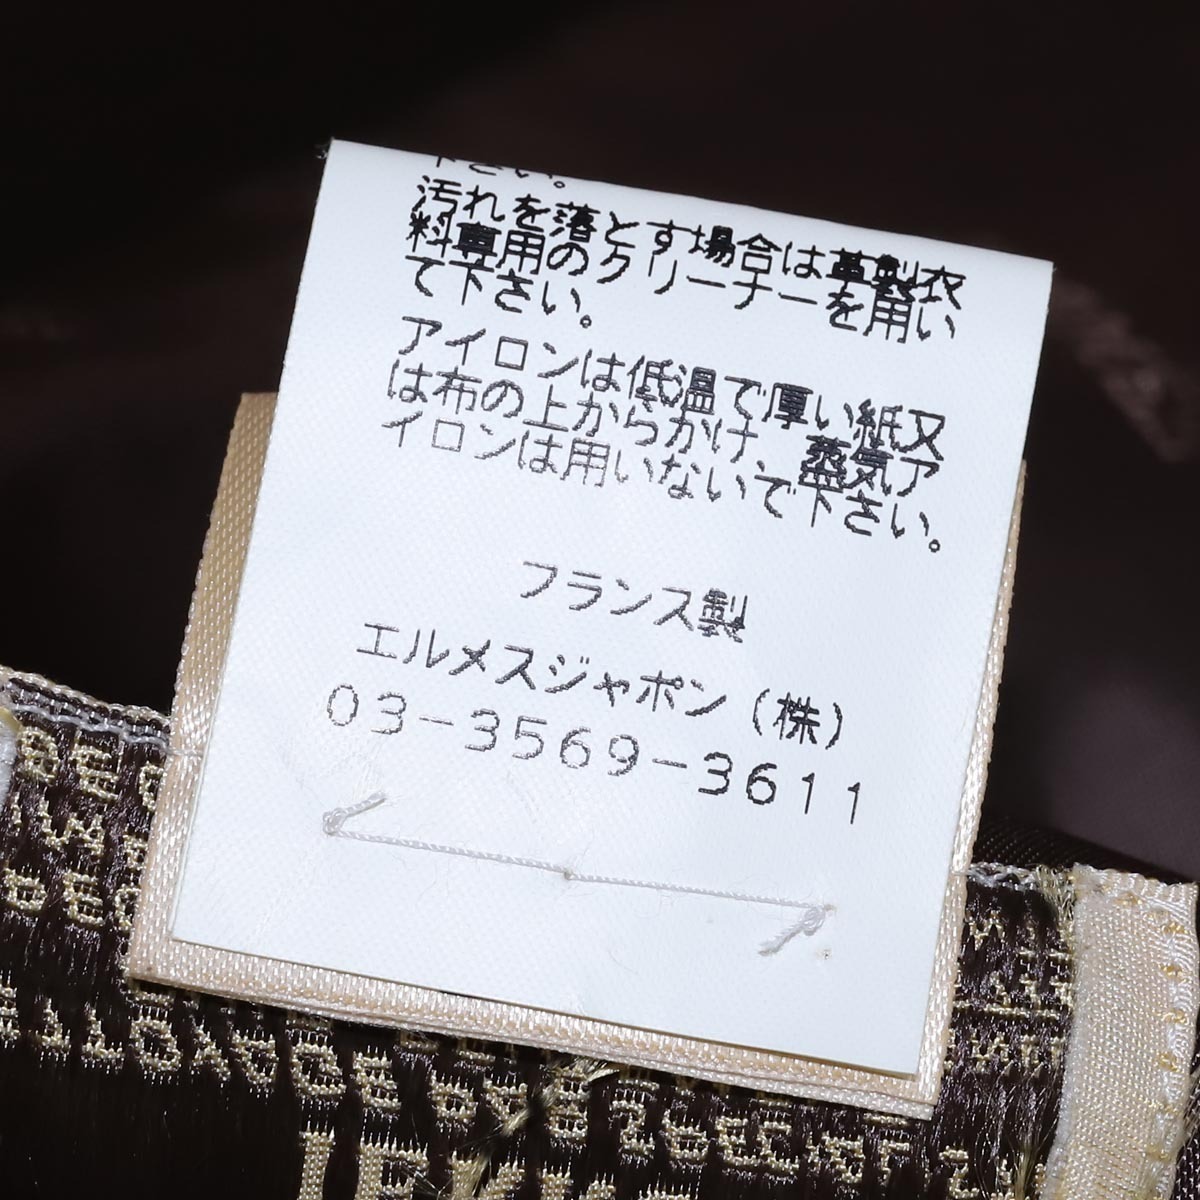 下さい。
汚れを落とす場合は革製衣
料専用のクリーナーを用い
て下さい。
アイロンは低温で厚い紙又
は布の上からかけ、蒸気ア
イロンは用いないで下さい。
フランス製
エルメスジャポン(株)
03-3569-3611